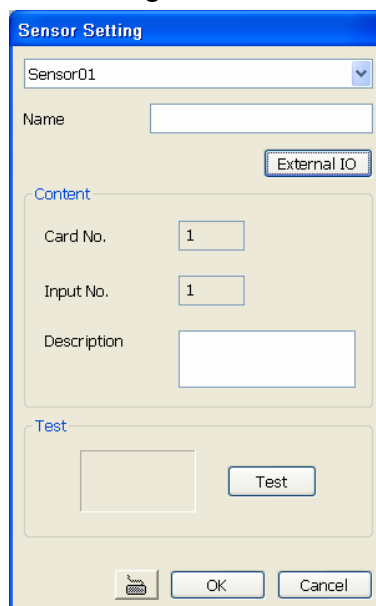 Sensor Setting
Sensor01
Name
External IO
Content
Card No. 1
Input No. 1
Description
Test
Test
OK Cancel